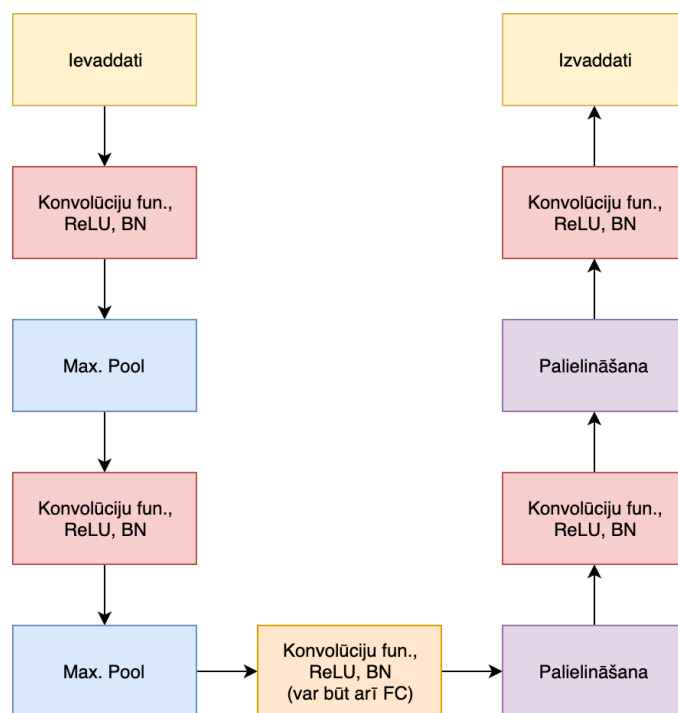 Ievaddati
Izvaddati
Konvolūciju fun.,
ReLU, BN
Konvolūciju fun.,
ReLU, BN
Max. Pool
Palielināšana
Konvolūciju fun.,
ReLU, BN
Konvolūciju fun.,
ReLU, BN
Max. Pool
Konvolūciju fun.,
ReLU, BN
(var būt arī FC)
Palielināšana